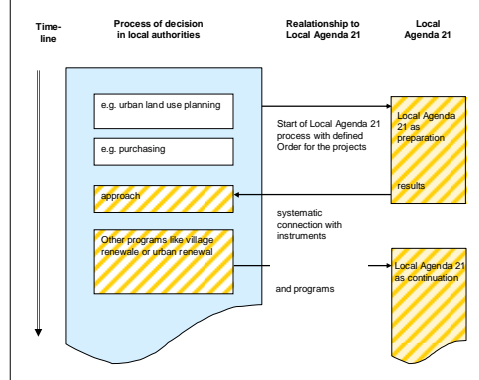 Time-
line
Process of decision
in local authorities
Realationship to
Local Agenda 21
Local
Agenda 21
e.g. urban land use planning
e.g. purchasing
approach
Other programs like village
renewale or urban renewal
Start of Local Agenda 21
process with defined
Order for the projects
systematic
connection with
instruments
and programs
Local Agenda
21 as
preparation
results
Local Agenda 21
as continuation